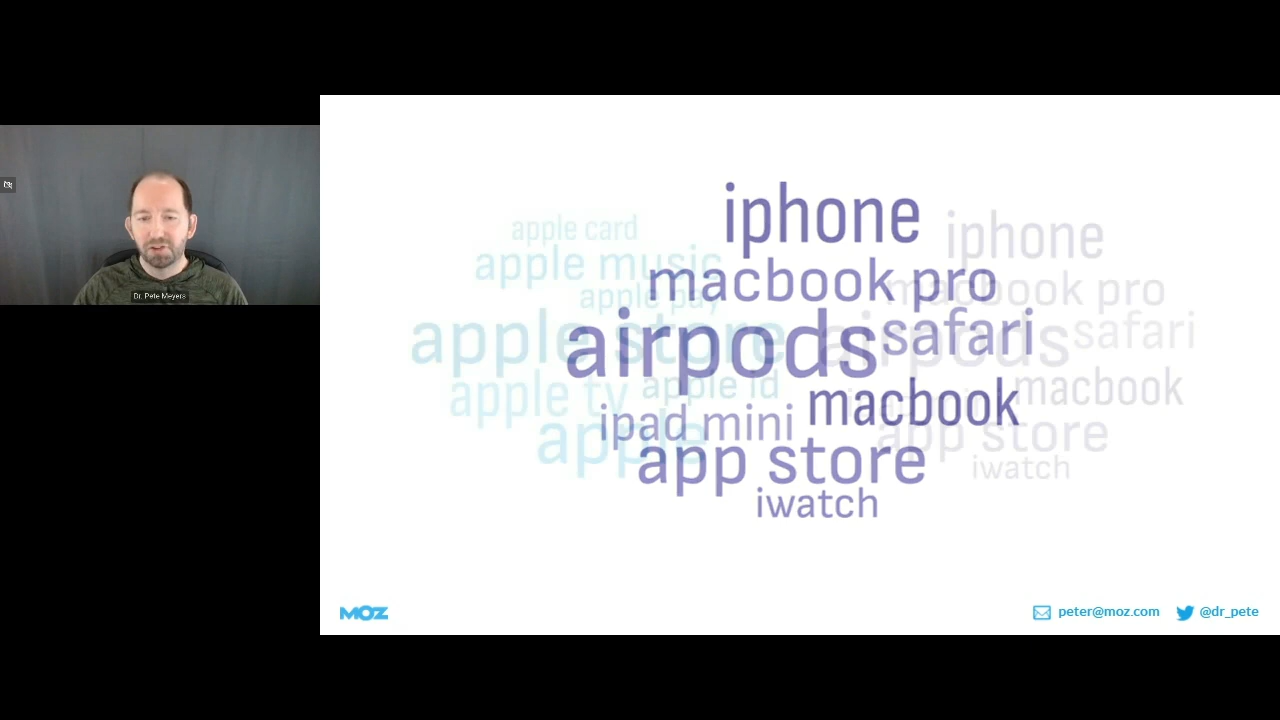 Dr. Pete Meyers
apple card
apple music
apple pay
apple store
apple tv
apple id
apple
iphone
macbook pro
airpods
safari
ipad mini
macbook
app store
iwatch
iphone
macbook pro
airpods
safari
macbook
app store
iwatch
MOZ
peter@moz.com
@dr_pete